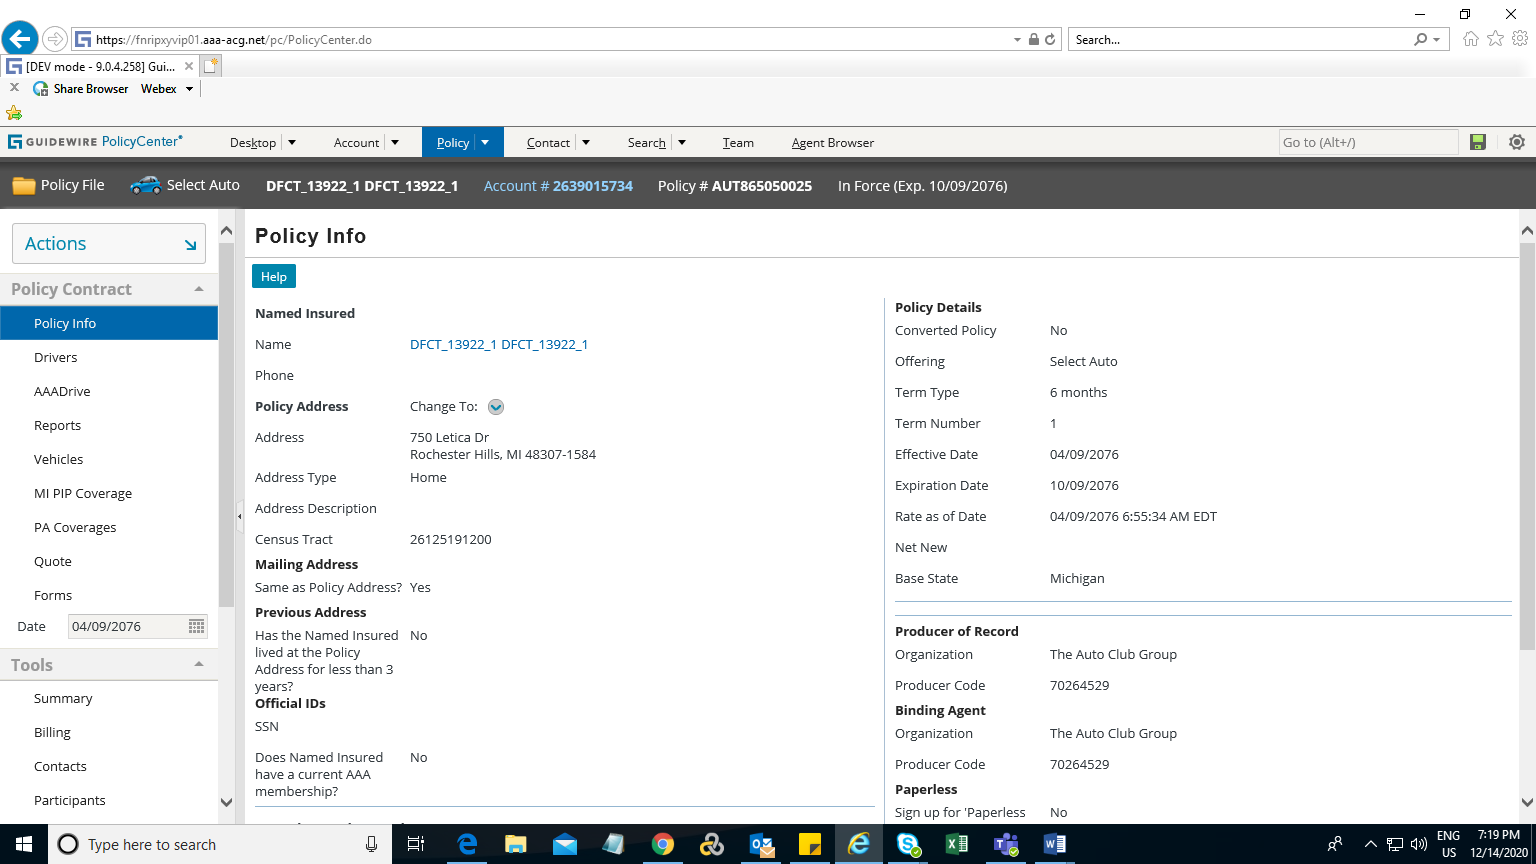 https://fnripxyvip01.aaa-acg.net/pc/PolicyCenter.do
Search...
[DEV mode - 9.0.4.258] Gui...
x Share Browser Webex
GUIDEWIRE PolicyCenter®
Desktop Account Policy Contact Search Team Agent Browser
Go to (Alt+/)
Policy File Select Auto DFCT_13922_1 DFCT_13922_1 Account # 2639015734 Policy # AUT865050025 In Force (Exp. 10/09/2076)
Actions
Policy Contract
Policy Info
Drivers
AAADrive
Reports
Vehicles
MI PIP Coverage
PA Coverages
Quote
Forms
Date 04/09/2076
Tools
Summary
Billing
Contacts
Participants
Policy Info
Help
Named Insured
Name DFCT_13922_1 DFCT_13922_1
Phone
Policy Address Change To:
Address 750 Letica Dr
Rochester Hills, MI 48307-1584
Address Type Home
Address Description
Census Tract 26125191200
Mailing Address
Same as Policy Address? Yes
Previous Address
Has the Named Insured No
lived at the Policy
Address for less than 3
years?
Official IDs
SSN
Does Named Insured No
have a current AAA
membership?
Policy Details
Converted Policy No
Offering Select Auto
Term Type 6 months
Term Number 1
Effective Date 04/09/2076
Expiration Date 10/09/2076
Rate as of Date 04/09/2076 6:55:34 AM EDT
Net New
Base State Michigan
Producer of Record
Organization The Auto Club Group
Producer Code 70264529
Binding Agent
Organization The Auto Club Group
Producer Code 70264529
Paperless
Sign up for 'Paperless No
Type here to search
ENG
US
7:19 PM
12/14/2020